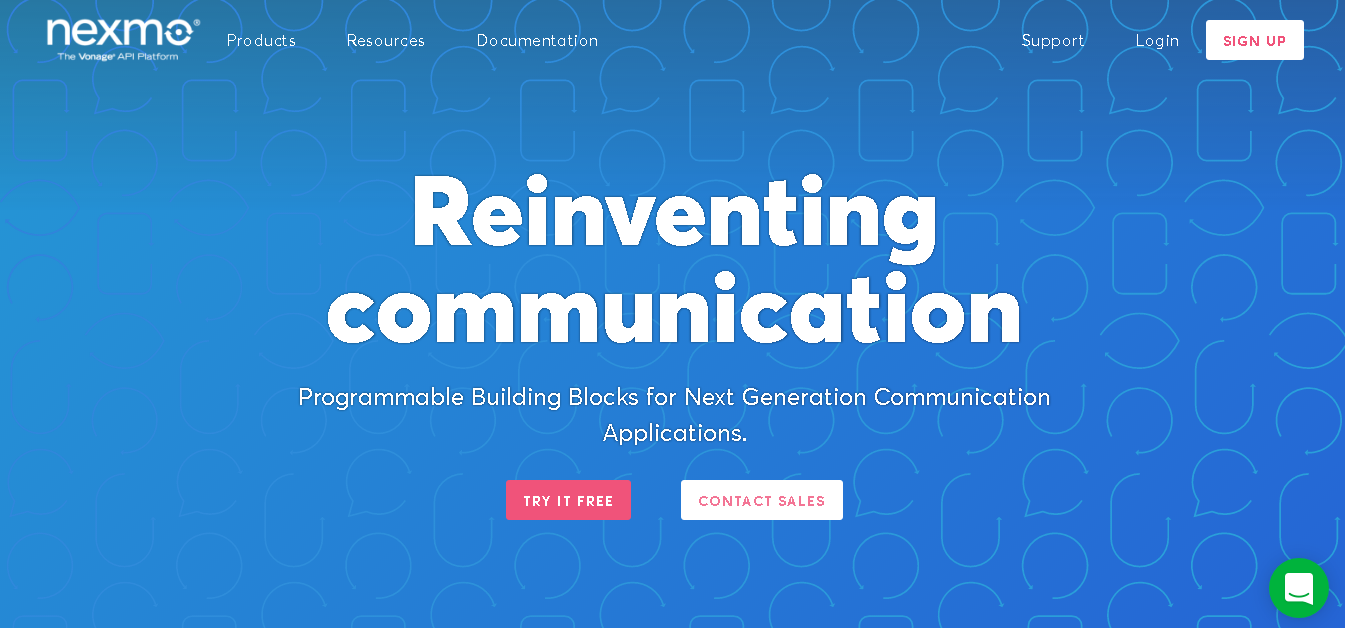 nexmo®
The Vonage® API Platform
Products
Resources
Documentation
Support
Login
SIGN UP
Reinventing
communication
Programmable Building Blocks for Next Generation Communication
Applications.
TRY IT FREE
CONTACT SALES